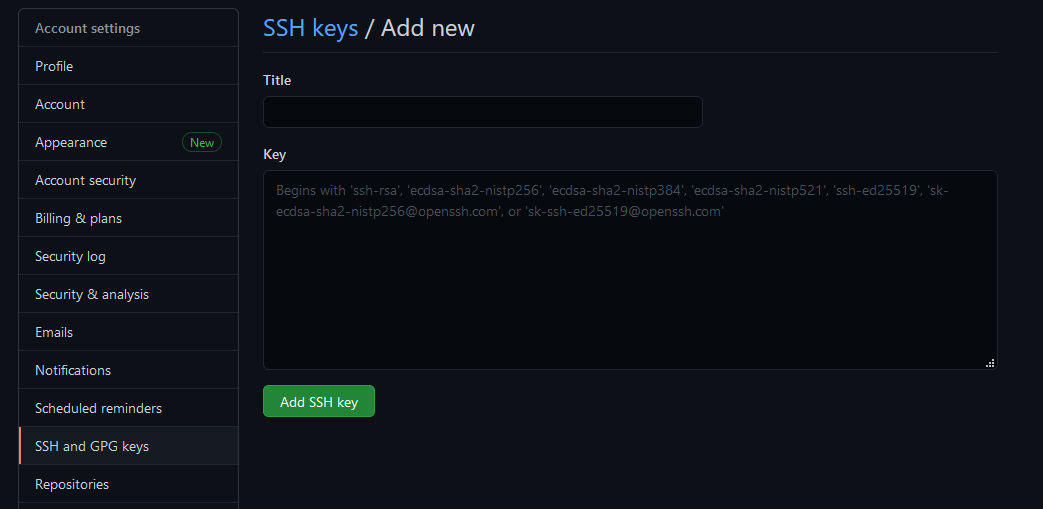 Account settings
Profile
Account
Appearance New
Account security
Billing & plans
Security log
Security & analysis
Emails
Notifications
Scheduled reminders
SSH and GPG keys
Repositories
SSH keys / Add new
Title
Key
Begins with 'ssh-rsa', 'ecdsa-sha2-nistp256', 'ecdsa-sha2-nistp384', 'ecdsa-sha2-nistp521', 'ssh-ed25519', 'sk-
ecdsa-sha2-nistp256@openssh.com', or 'sk-ssh-ed25519@openssh.com'
Add SSH key